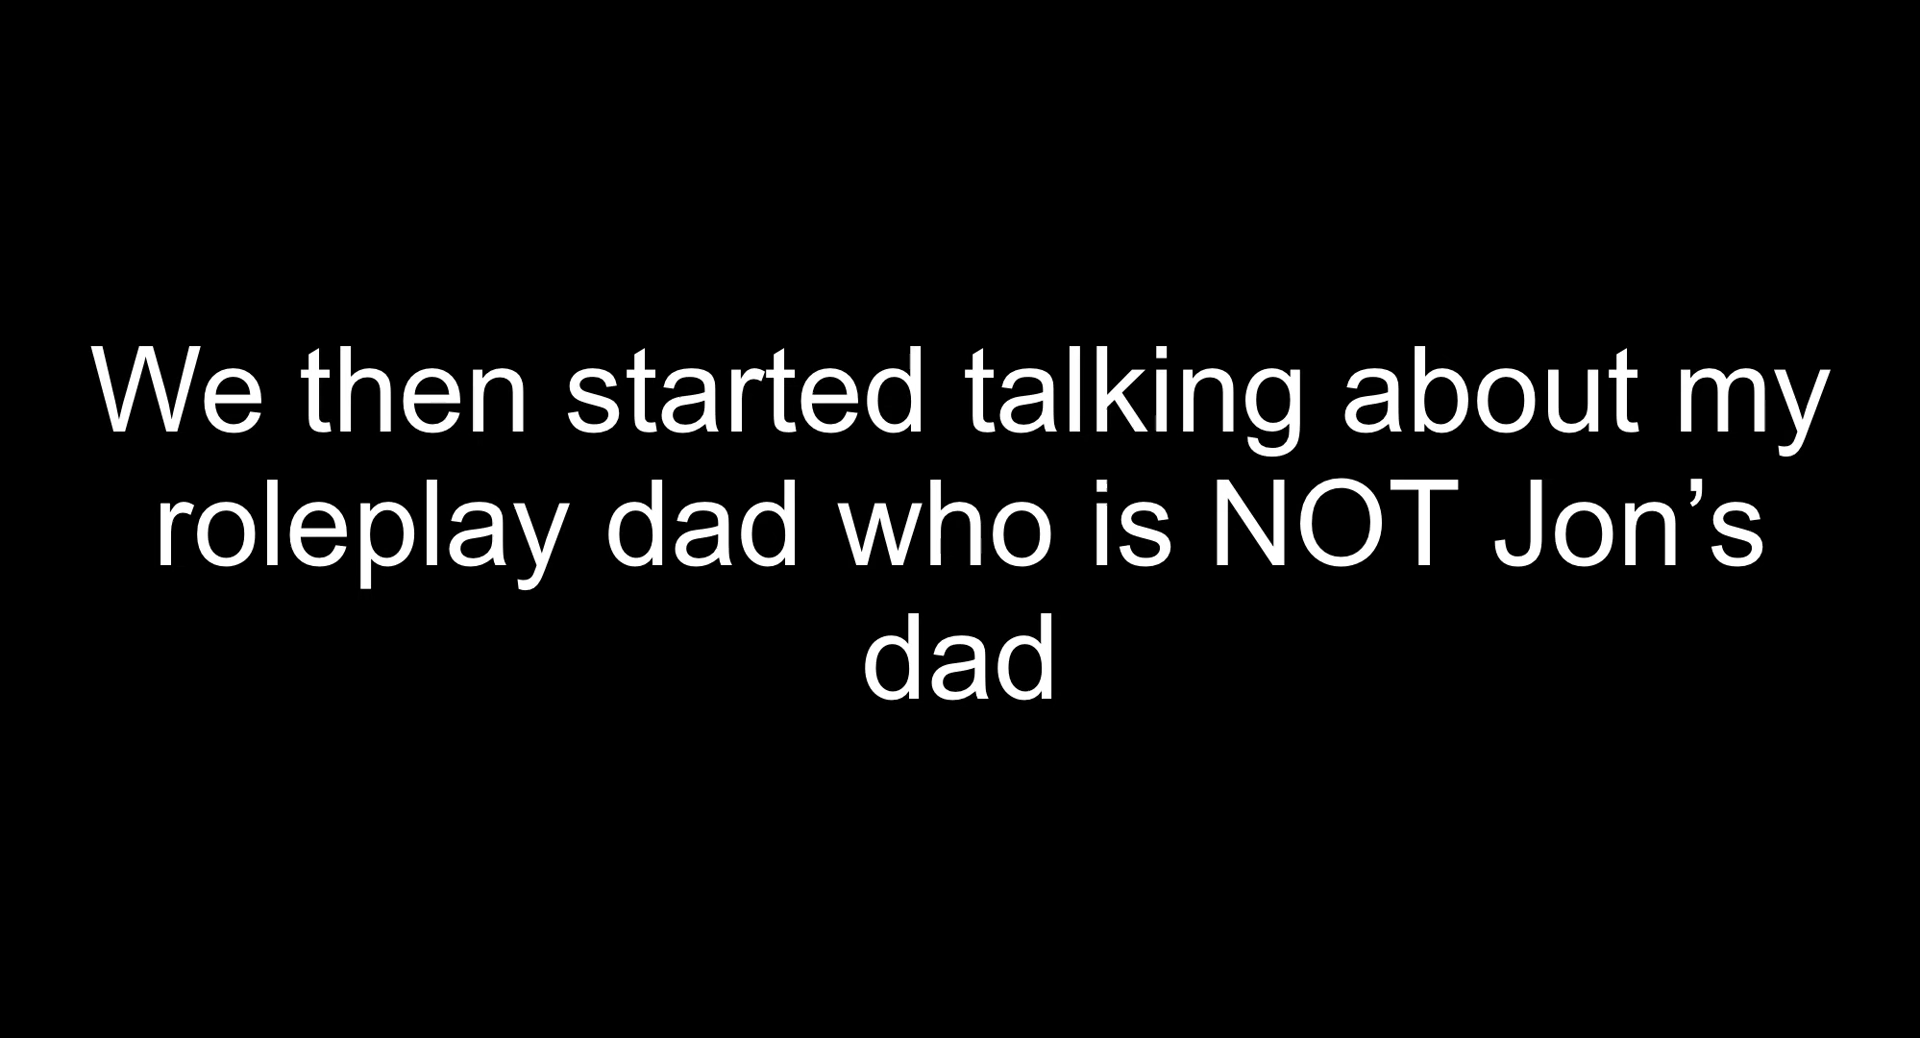 We then started talking about my
roleplay dad who is NOT Jon’s
dad